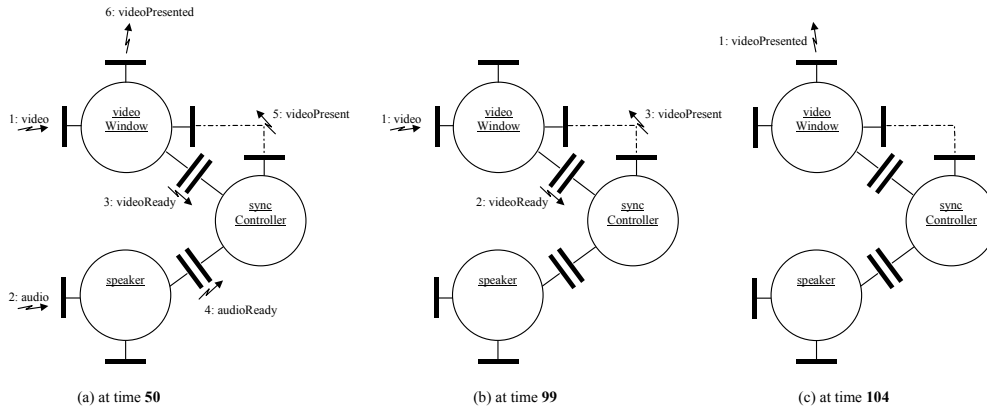 6: videoPresented
video
Window
1: video
5: videoPresent
3: videoReady
sync
Controller
speaker
2: audio
4: audioReady
(a) at time 50
video
Window
1: video
3: videoPresent
2: videoReady
sync
Controller
speaker
(b) at time 99
1: videoPresented
video
Window
sync
Controller
speaker
(c) at time 104